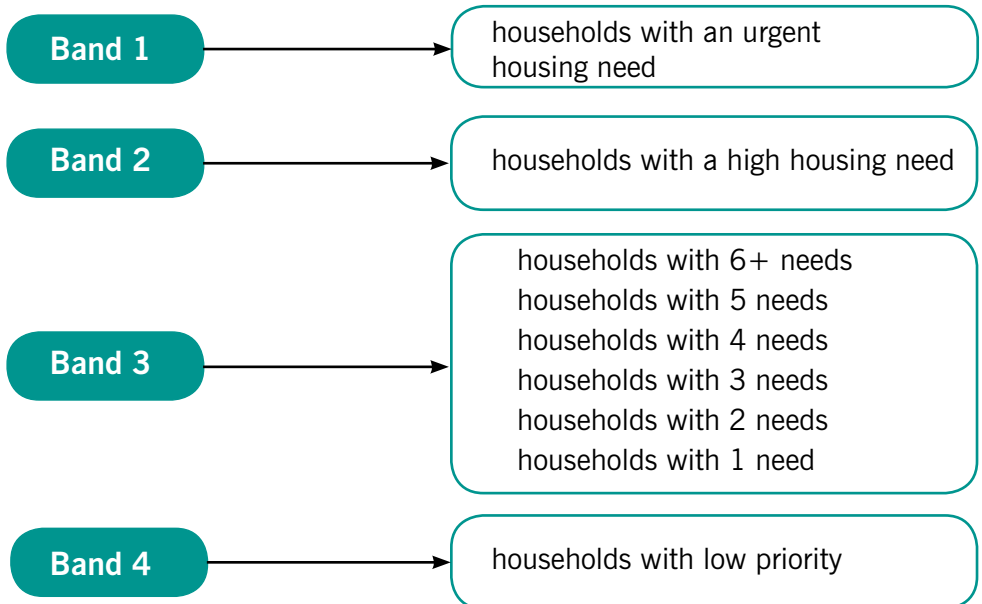 Band 1
households with an urgent
housing need
Band 2
households with a high housing need
Band 3
households with 6+ needs
households with 5 needs
households with 4 needs
households with 3 needs
households with 2 needs
households with 1 need
Band 4
households with low priority